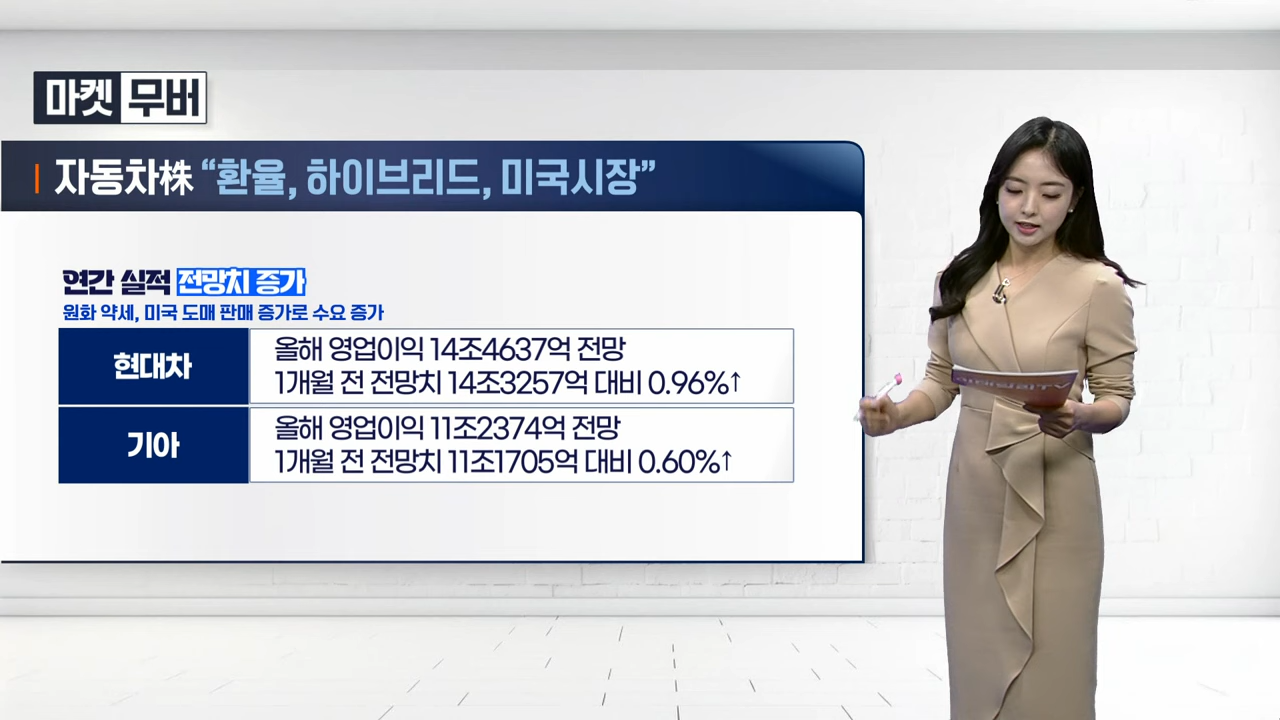 마켓 무버
자동차株 “환율, 하이브리드, 미국시장”
연간 실적 전망치 증가
원화 약세, 미국 도매 판매 증가로 수요 증가
현대차
올해 영업이익 14조4637억 전망
1개월 전 전망치 14조3257억 대비 0.96%↑
기아
올해 영업이익 11조2374억 전망
1개월 전 전망치 11조1705억 대비 0.60%↑